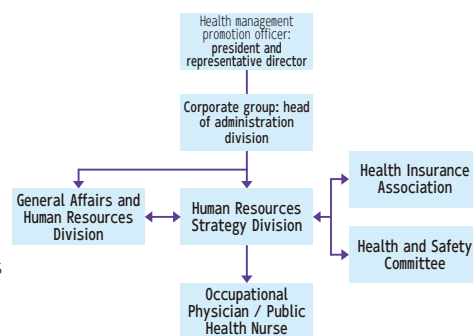 Health management
promotion officer:
president and
representative director
Corporate group: head
of administration
division
General Affairs and
Human Resources
Division
Human Resources
Strategy Division
Health Insurance
Association
Health and Safety
Committee
Occupational
Physician / Public
Health Nurse
s